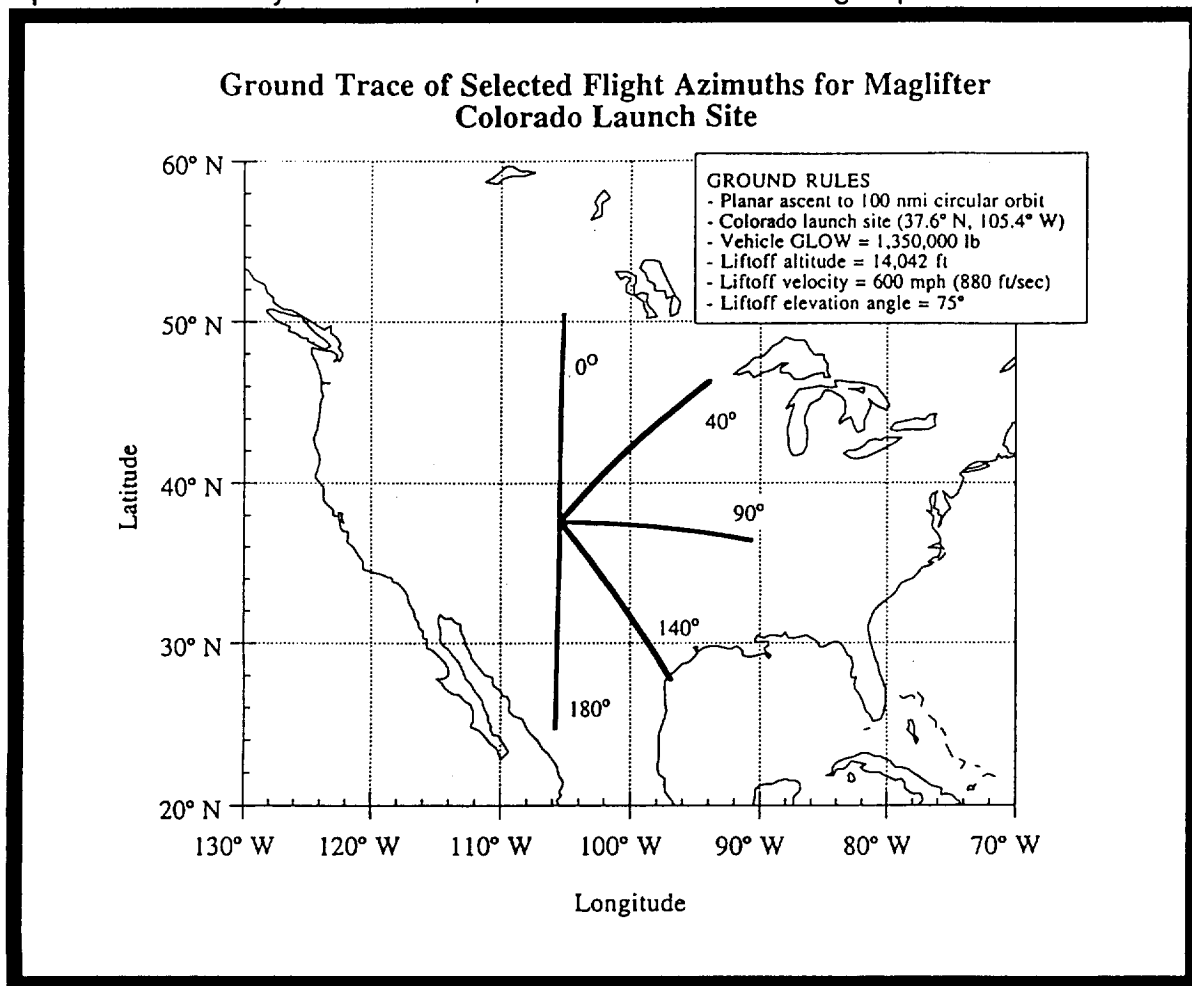 Ground Trace of Selected Flight Azimuths for Maglifter
Colorado Launch Site
60° N
50° N
40° N
30° N
20° N
Latitude
GROUND RULES
- Planar ascent to 100 nmi circular orbit
- Colorado launch site (37.6° N, 105.4° W)
- Vehicle GLOW = 1,350,000 lb
- Liftoff altitude = 14,042 ft
- Liftoff velocity = 600 mph (880 ft/sec)
- Liftoff elevation angle = 75°
0°
40°
90°
140°
180°
130° W
120° W
110° W
100° W
90° W
80° W
70° W
Longitude